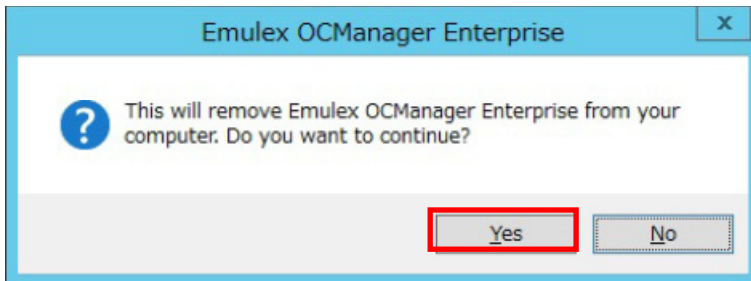 Emulex OCManager Enterprise
x
This will remove Emulex OCManager Enterprise from your
computer. Do you want to continue?
Yes
No